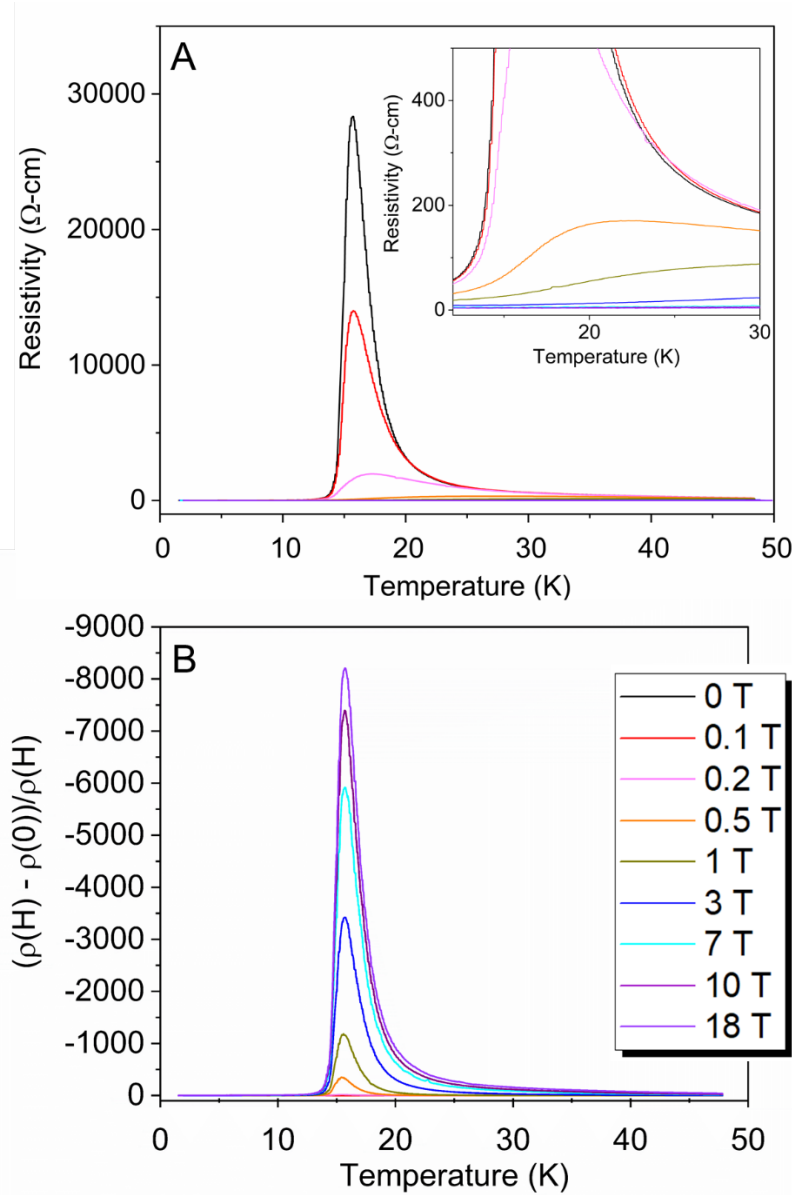 A
Resistivity (Ω-cm)
30000
20000
10000
0
0 10 20 30 40 50
Temperature (K)
Resistivity (Ω-cm)
400
200
0
20 30
Temperature (K)
B
(ρ(H) - ρ(0))/ρ(H)
-9000
-8000
-7000
-6000
-5000
-4000
-3000
-2000
-1000
0
0 10 20 30 40 50
Temperature (K)
0 T
0.1 T
0.2 T
0.5 T
1 T
3 T
7 T
10 T
18 T